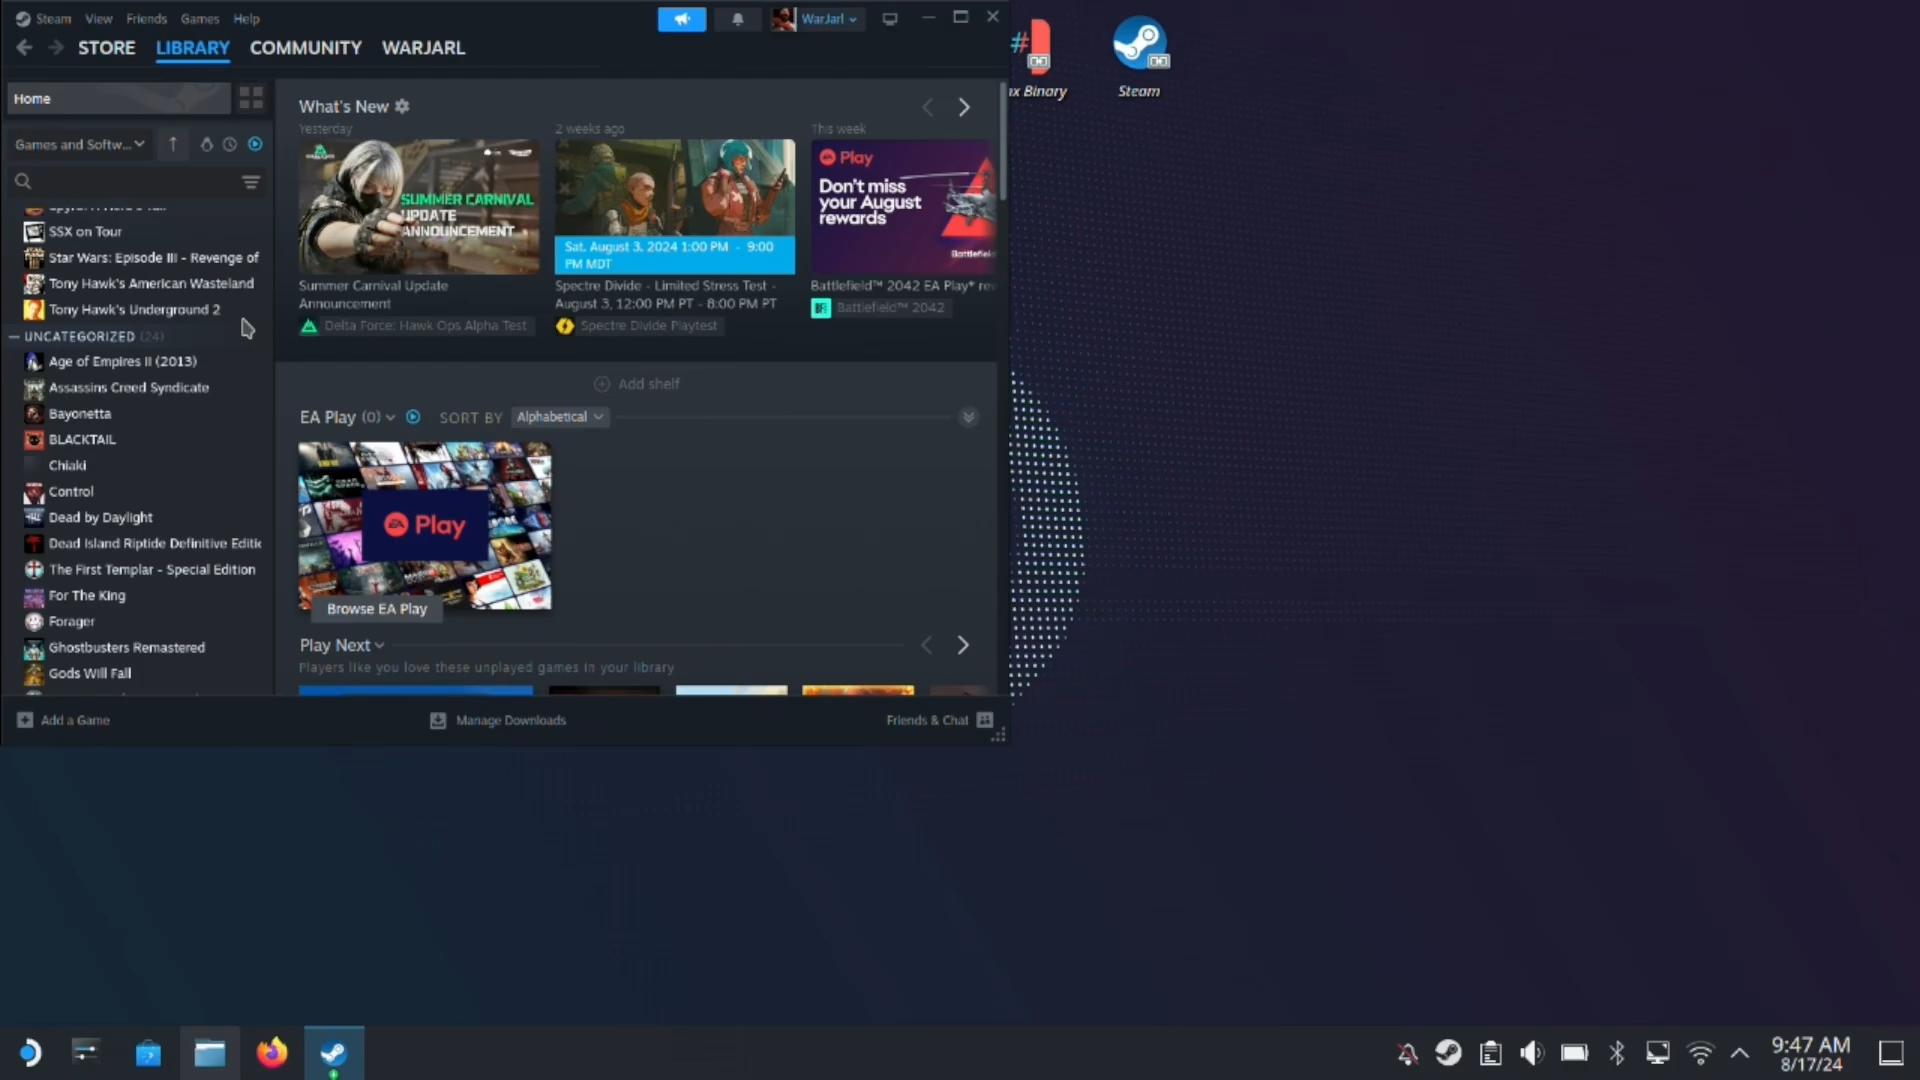 Steam View Friends Games Help
WarJarl
STORE LIBRARY COMMUNITY WARJARL
Home
Games and Softw...
SSX on Tour
Star Wars: Episode III - Revenge of
Tony Hawk's American Wasteland
Tony Hawk's Underground 2
UNCATEGORIZED (24)
Age of Empires II (2013)
Assassins Creed Syndicate
Bayonetta
BLACKTAIL
Chiaki
Control
Dead by Daylight
Dead Island Riptide Definitive Editi
The First Templar - Special Edition
For The King
Forager
Ghostbusters Remastered
Gods Will Fall
What's New
Yesterday
SUMMER CARNIVAL
UPDATE
ANNOUNCEMENT
Summer Carnival Update
Announcement
Delta Force: Hawk Ops Alpha Test
2 weeks ago
Sat. August 3, 2024 1:00 PM - 9:00
PM MDT
Spectre Divide - Limited Stress Test -
August 3, 12:00 PM PT - 8:00 PM PT
Spectre Divide Playtest
This week
EA Play
Don't miss
your August
rewards
Battlefield™ 2042 EA Play* re
Battlefield™ 2042
Add shelf
EA Play (0) SORT BY Alphabetical
EA Play
Browse EA Play
Play Next
Players like you love these unplayed games in your library
Add a Game
Manage Downloads
Friends & Chat
Binary
Steam
9:47 AM
8/17/24